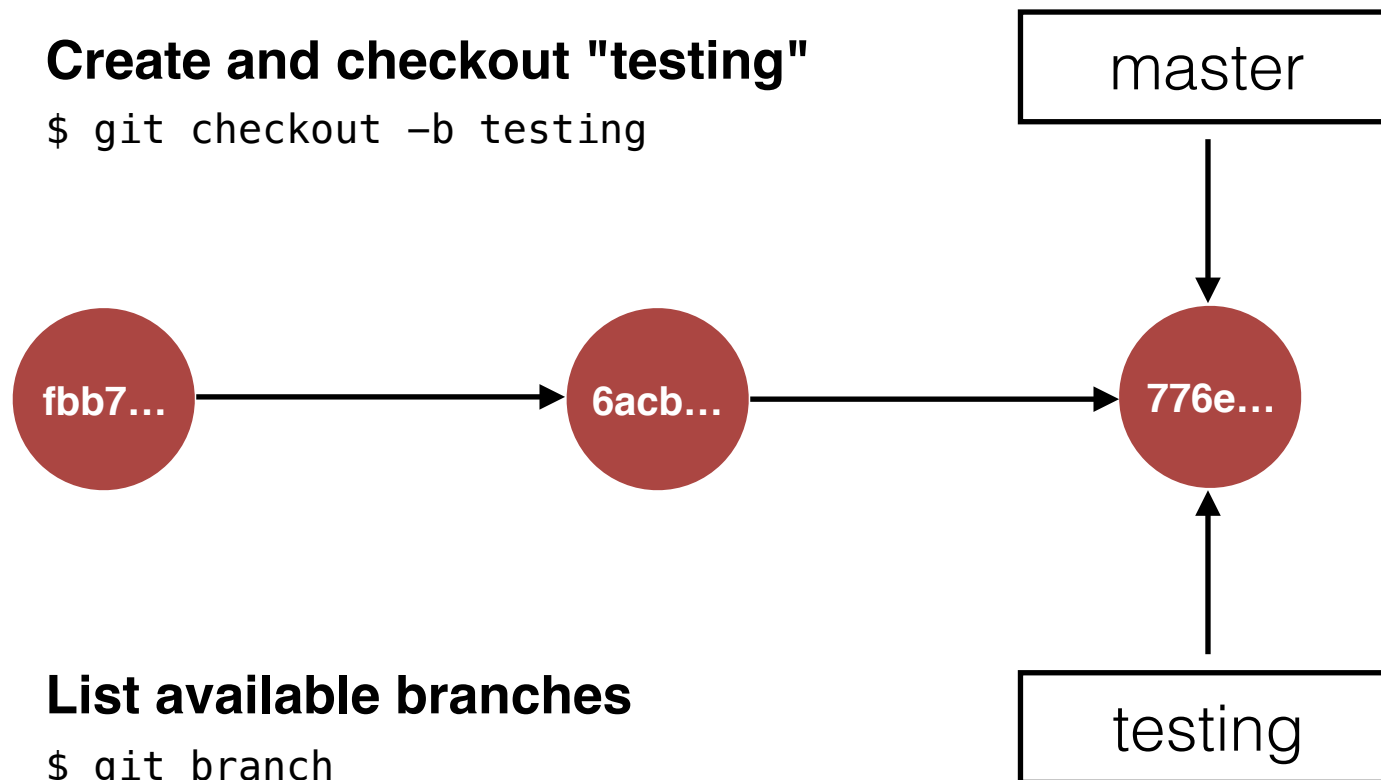 Create and checkout "testing"
$ git checkout –b testing
master
fbb7…
6acb…
776e…
List available branches
$ git branch
testing